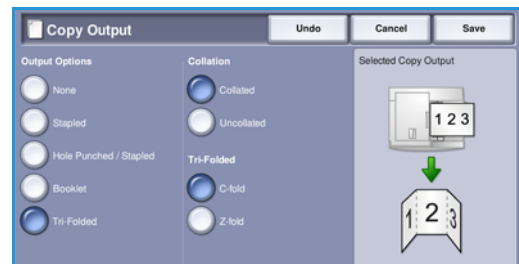 Copy Output
Undo
Cancel
Save
Output Options
None
Stapled
Hole Punched / Stapled
Booklet
Tri-Folded
Collation
Collated
Uncollated
Tri-Folded
C-fold
Z-fold
Selected Copy Output
1 2 3
1 2 3